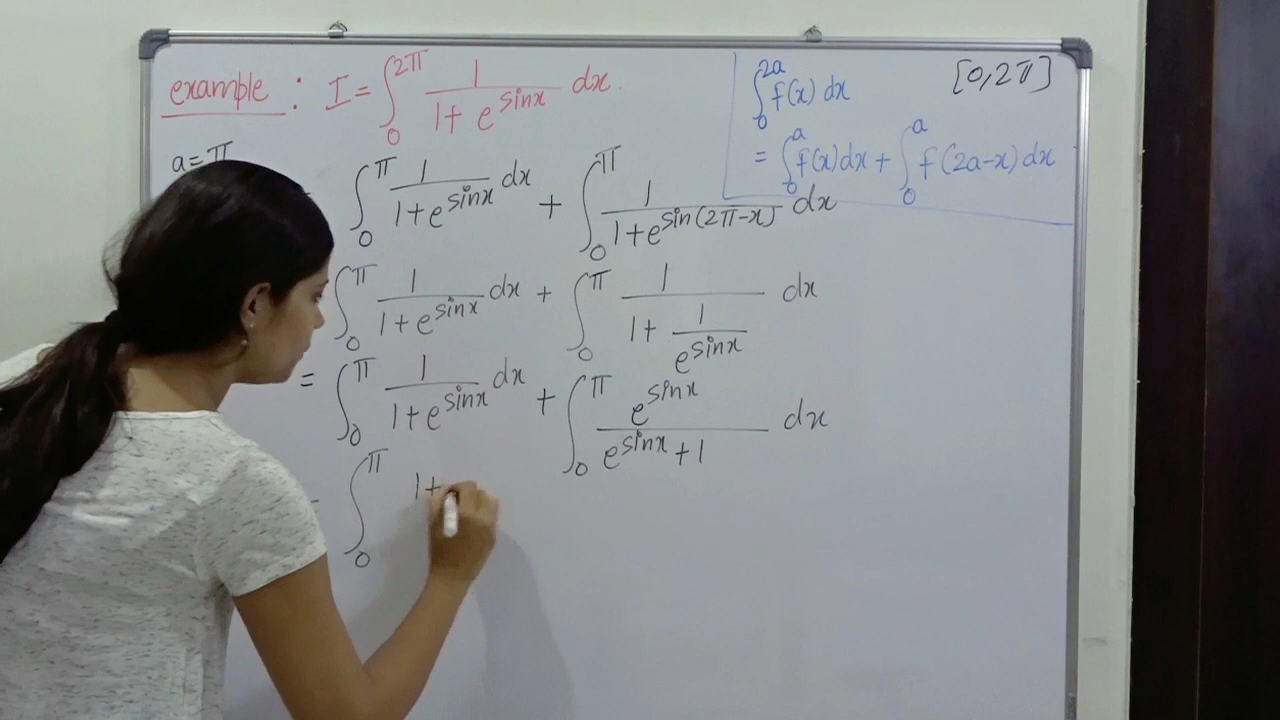 example : I = ∫₀^{2π} 1/(1+e^{sinx}) dx.
∫₀^{2a} f(x) dx
= ∫₀^{a} f(x)dx + ∫₀^{a} f(2a-x) dx
[0,2π]
a=π
= ∫₀^{π} 1/(1+e^{sinx}) dx + ∫₀^{π} 1/(1+e^{sin(2π-x)}) dx
∫₀^{π} 1/(1+e^{sinx}) dx + ∫₀^{π} 1/(1+1/e^{sinx}) dx
= ∫₀^{π} 1/(1+e^{sinx}) dx + ∫₀^{π} e^{sinx}/(e^{sinx}+1) dx
= ∫₀^{π} 1+